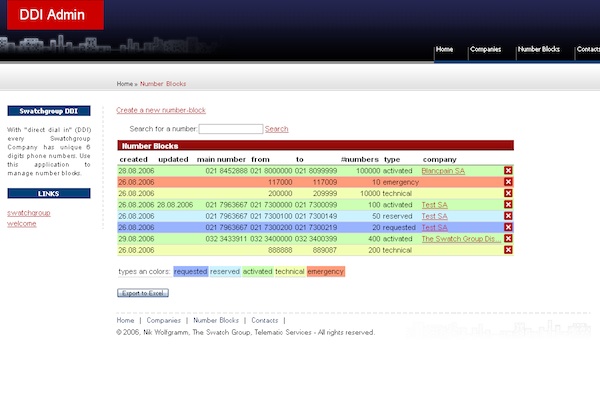 DDI Admin
Home Companies Number Blocks Contacts
Home » Number Blocks
Swatchgroup DDI
With "direct dial in" (DDI)
every Swatchgroup
Company has unique 6
digits phone numbers. Use
this application to
manage number blocks.
LINKS
swatchgroup
welcome
Create a new number-block
Search for a number: Search
Number Blocks
created updated main number from to #numbers type company
28.08.2006 021 8452888 021 8000000 021 8099999 100000 activated Blancpain SA
26.08.2006 117000 117009 10 emergency
26.08.2006 200000 209999 10000 technical
26.08.2006 28.08.2006 021 7963667 021 7300000 021 7300099 100 activated Test SA
26.08.2006 021 7963667 021 7300100 021 7300149 50 reserved Test SA
26.08.2006 021 7963667 021 7300200 021 7300219 20 requested Test SA
29.08.2006 032 3433911 032 3400000 032 3400399 400 activated The Swatch Group Dis...
26.08.2006 888888 889087 200 technical
types an colors: requested reserved activated technical emergency
Export to Excel
Home | Companies | Number Blocks | Contacts |
© 2006, Nik Wolfgramm, The Swatch Group, Telematic Services - All rights reserved.